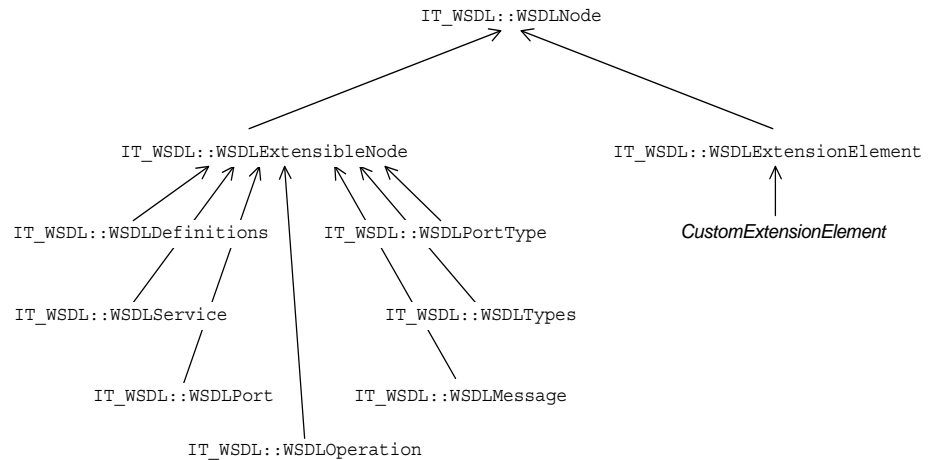 IT_WSDL::WSDLNode
IT_WSDL::WSDLExtensibleNode
IT_WSDL::WSDLExtensionElement
IT_WSDL::WSDLDefinitions
IT_WSDL::WSDLPortType
CustomExtensionElement
IT_WSDL::WSDLService
IT_WSDL::WSDLTypes
IT_WSDL::WSDLPort
IT_WSDL::WSDLMessage
IT_WSDL::WSDLOperation